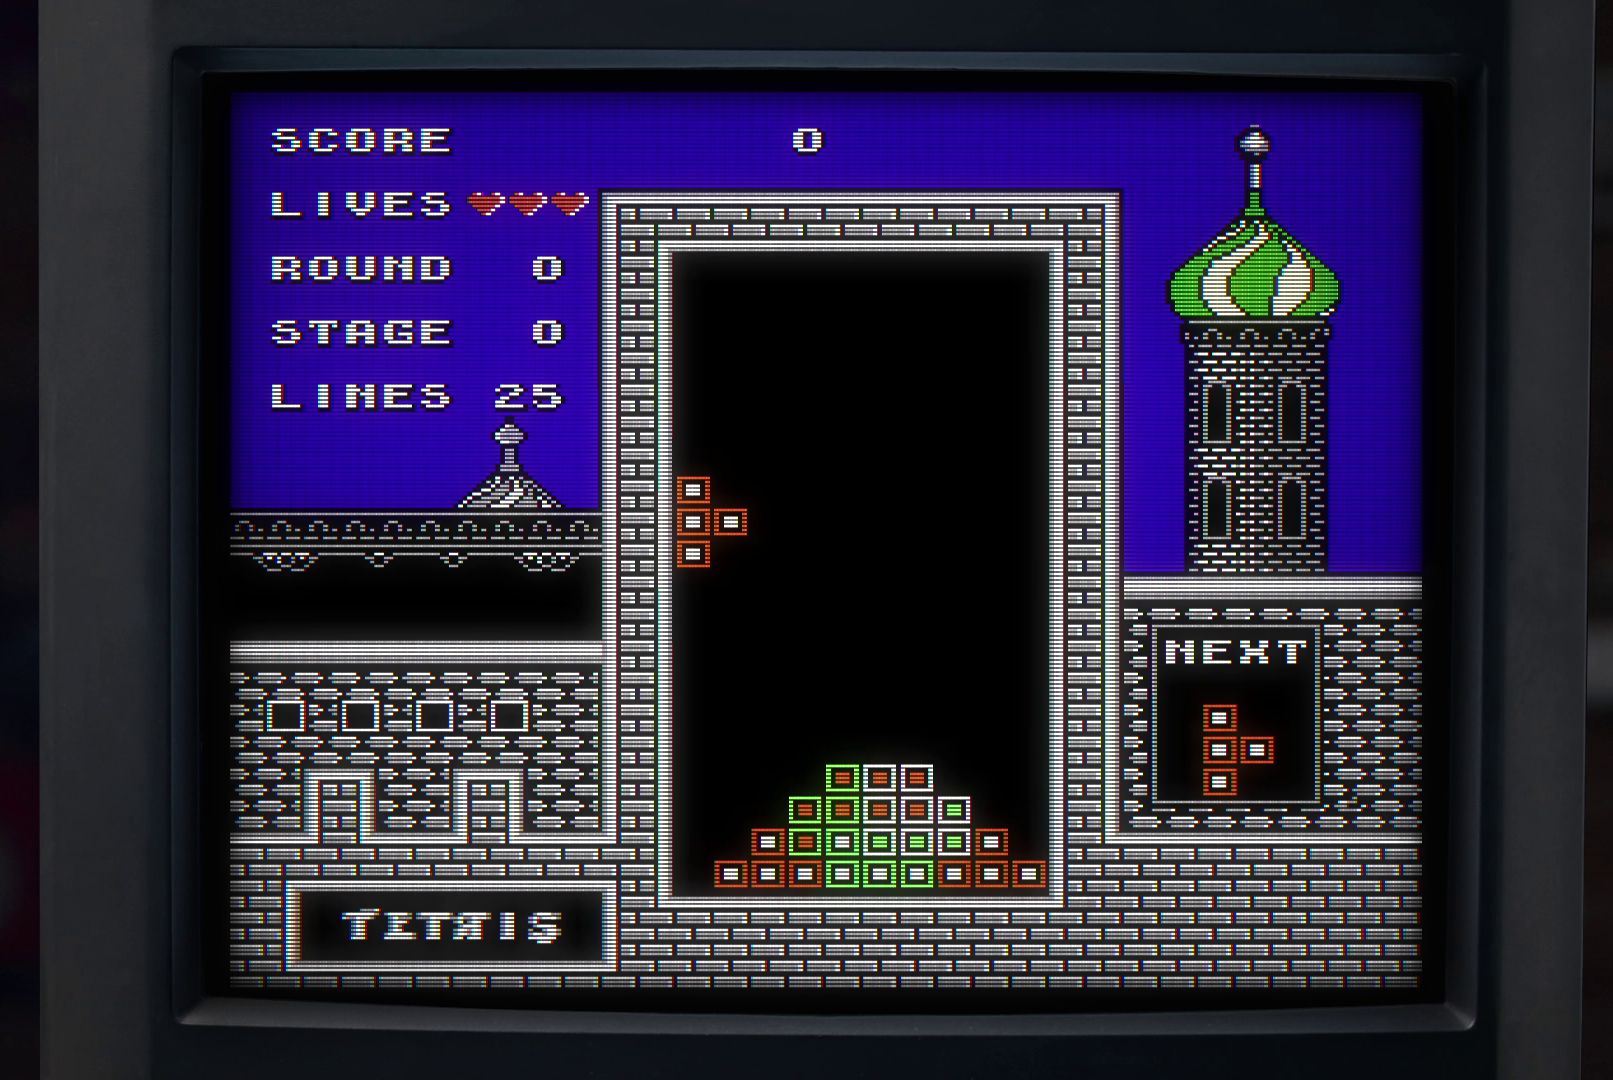 SCORE 0
LIVES
ROUND 0
STAGE 0
LINES 25
NEXT
TETRIS